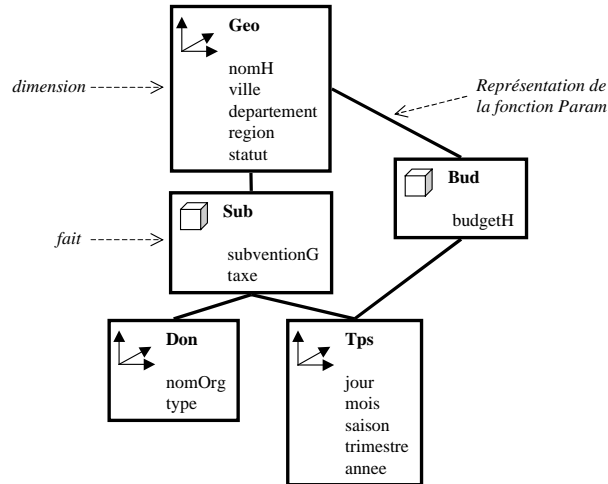 Geo
nomH
ville
departement
region
statut
dimension
Représentation de
la fonction Param
Bud
budgetH
Sub
subventionG
taxe
fait
Don
nomOrg
type
Tps
jour
mois
saison
trimestre
annee